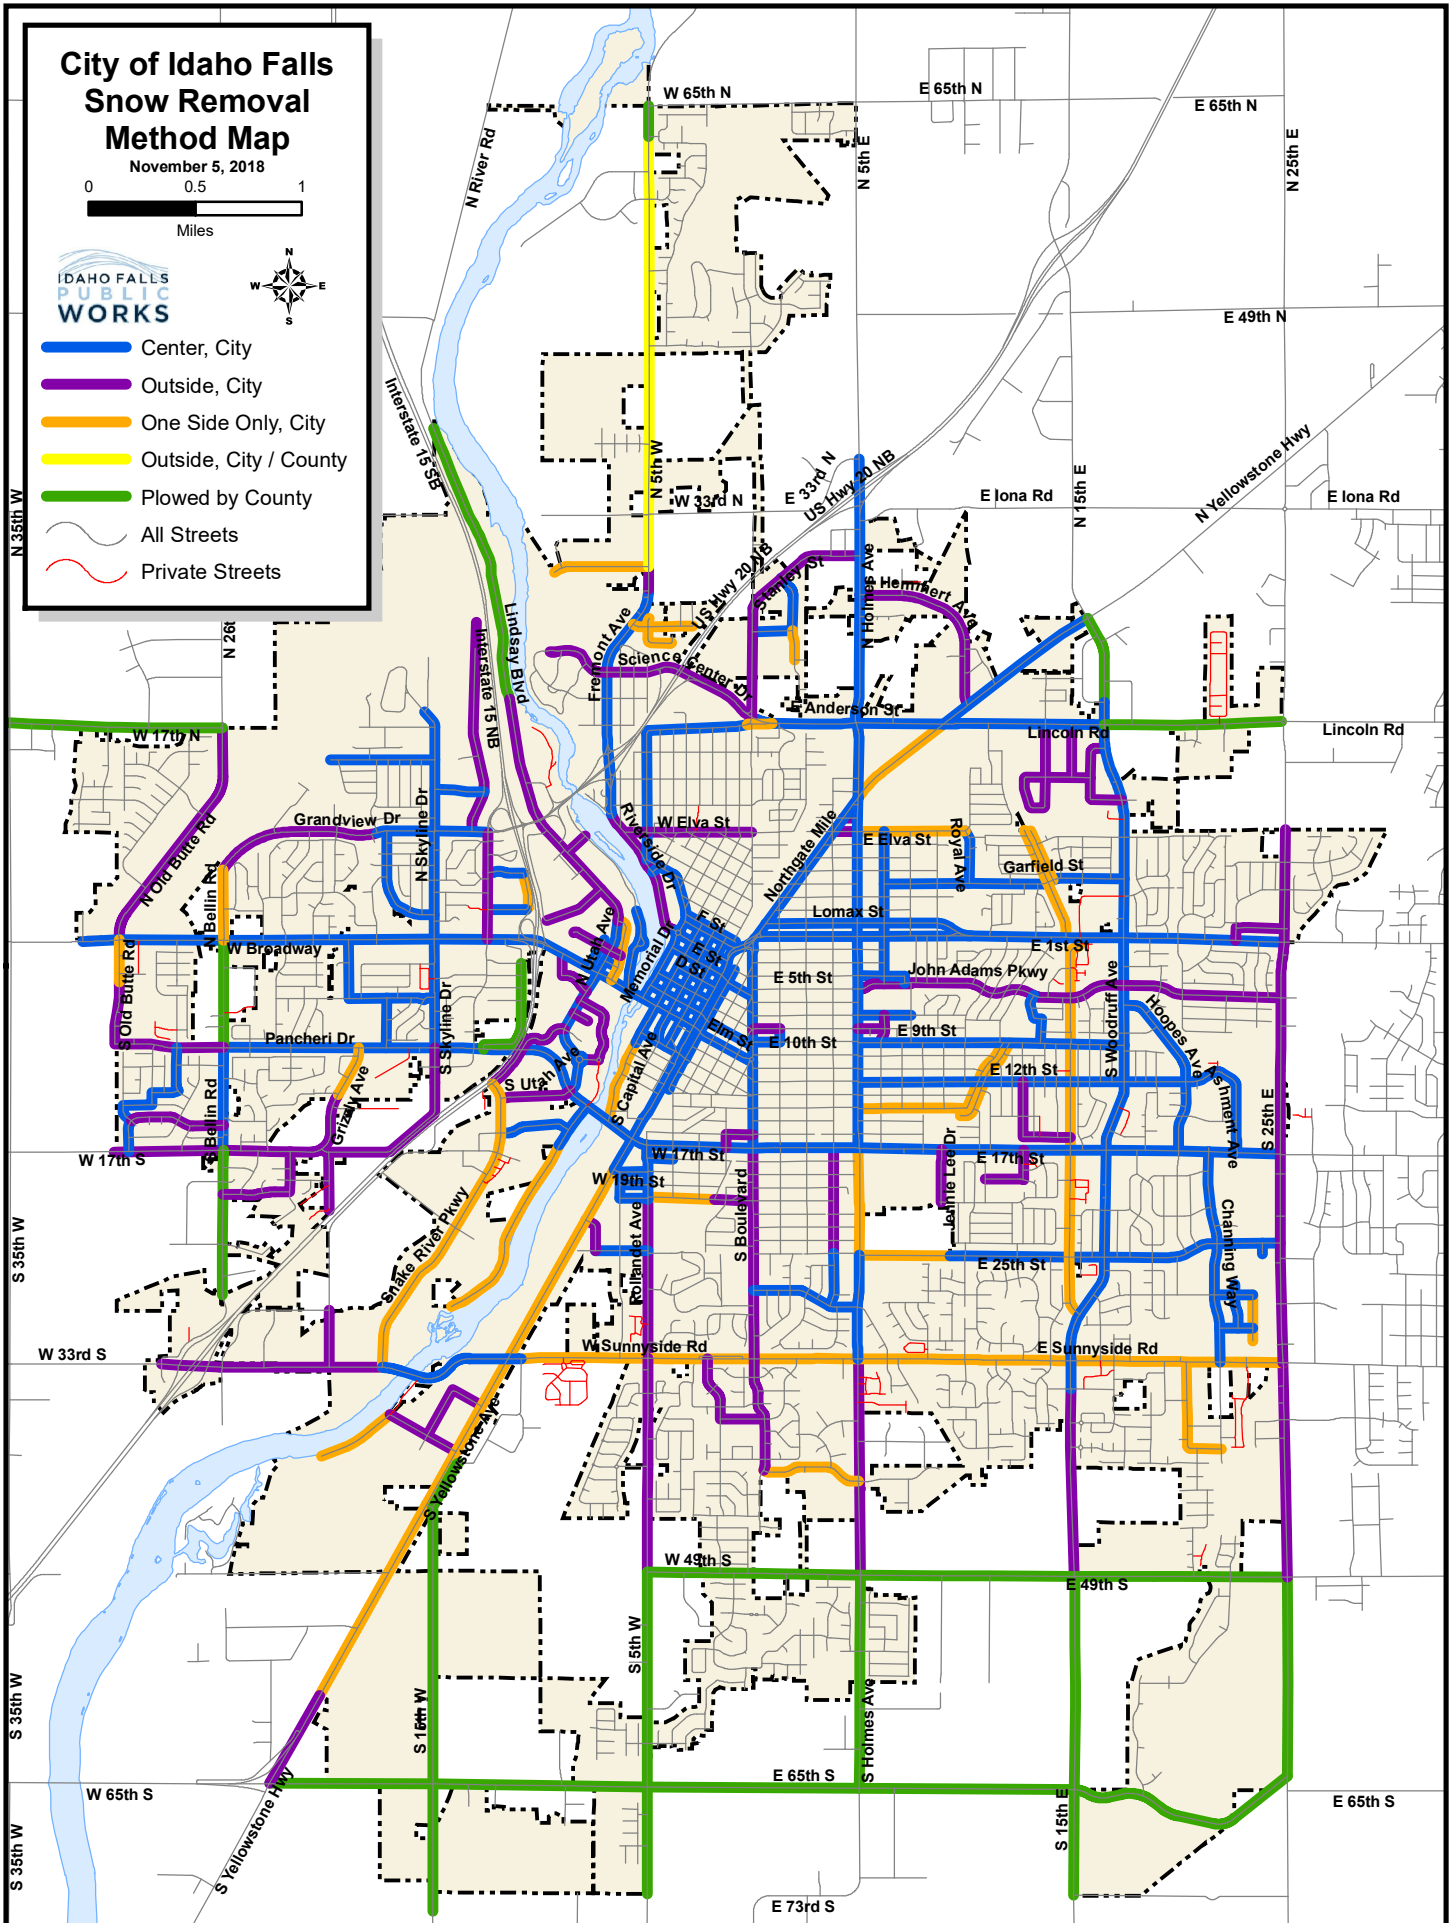 City of Idaho Falls
Snow Removal
Method Map
November 5, 2018
0 0.5 1
Miles
IDAHO FALLS
PUBLIC
WORKS
N
W E
S
Center, City
Outside, City
One Side Only, City
Outside, City / County
Plowed by County
All Streets
Private Streets
W 65th N
E 65th N
E 65th N
N River Rd
N 5th E
N 25th E
E 49th N
Interstate 15 SB
N 5th W
W 33rd N
E 33rd N
US Hwy 20 NB
E Iona Rd
N 15th E
N Yellowstone Hwy
E Iona Rd
N 35th W
US Hwy 20 NB
Stanley St
N Holmes Ave
Hemmert Ave
Lindsay Blvd
Interstate 15 NB
Fremont Ave
Science Center Dr
E Anderson St
Lincoln Rd
Lincoln Rd
W 17th N
N Old Butte Rd
Grandview Dr
N Skyline Dr
Riverside Dr
W Elva St
Northgate Mile
E Elva St
Royal Ave
Garfield St
N Bellin Rd
W Broadway
N Utah Ave
Memorial Dr
F St
E St
D St
Lomax St
E 1st St
E 5th St
John Adams Pkwy
S Old Butte Rd
Pancheri Dr
S Skyline Dr
Elm St
E 10th St
E 9th St
S Woodruff Ave
Hoopes Ave
S Utah Ave
S Capital Ave
E 12th St
Ashment Ave
S 25th E
S Bellin Rd
Grizzly Ave
W 17th S
W 17th St
E 17th St
W 19th St
Jennie Lee Dr
S 35th W
Snake River Pkwy
Rollandet Ave
S Boulevard
E 25th St
Channing Way
W 33rd S
W Sunnyside Rd
E Sunnyside Rd
S Yellowstone Ave
W 49th S
E 49th S
S 5th W
S 35th W
S 15th W
S Holmes Ave
W 65th S
S Yellowstone Hwy
E 65th S
S 15th E
E 65th S
S 35th W
E 73rd S